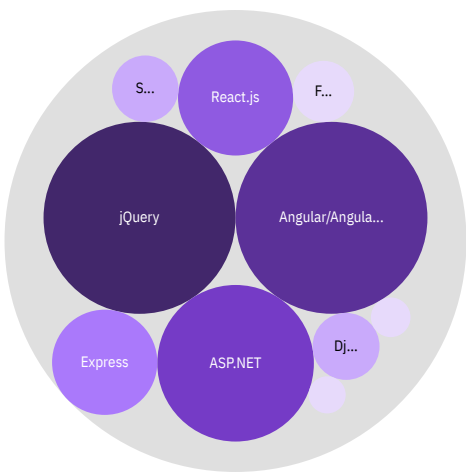 S...
React.js
F...
jQuery
Angular/Angula...
Express
ASP.NET
Dj...